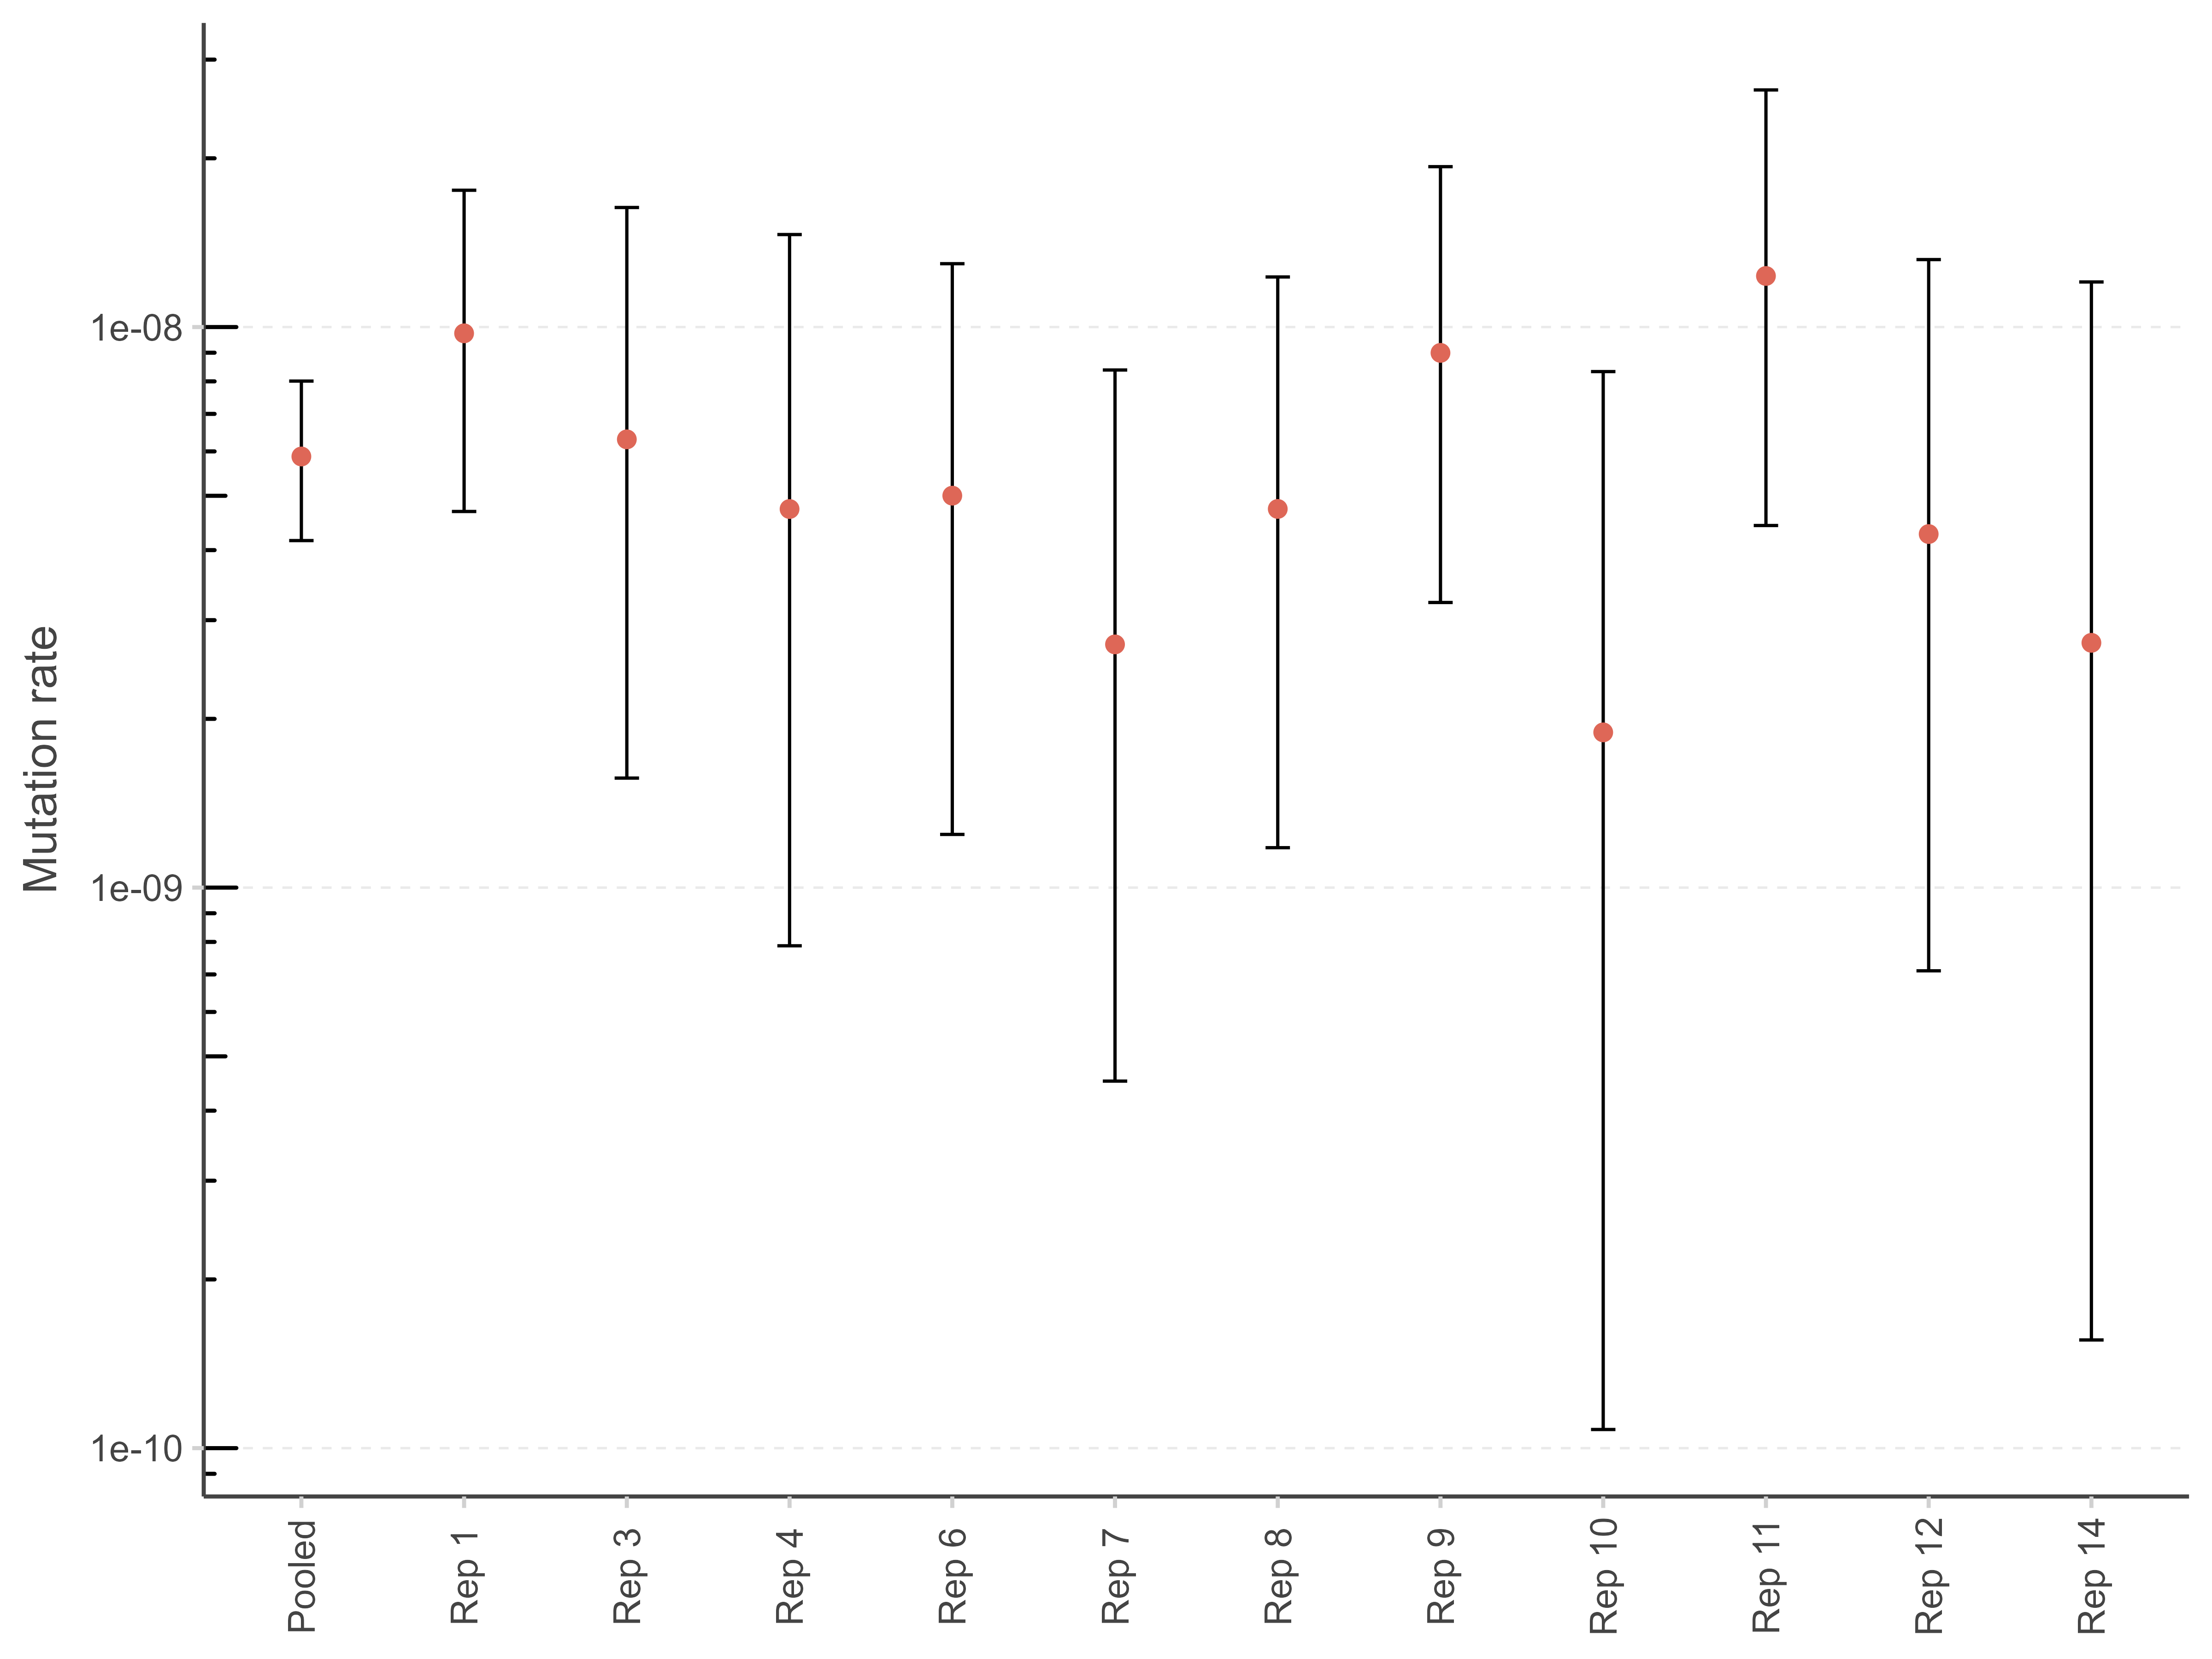 Mutation rate
1e-08
1e-09
1e-10
Pooled
Rep 1
Rep 3
Rep 4
Rep 6
Rep 7
Rep 8
Rep 9
Rep 10
Rep 11
Rep 12
Rep 14